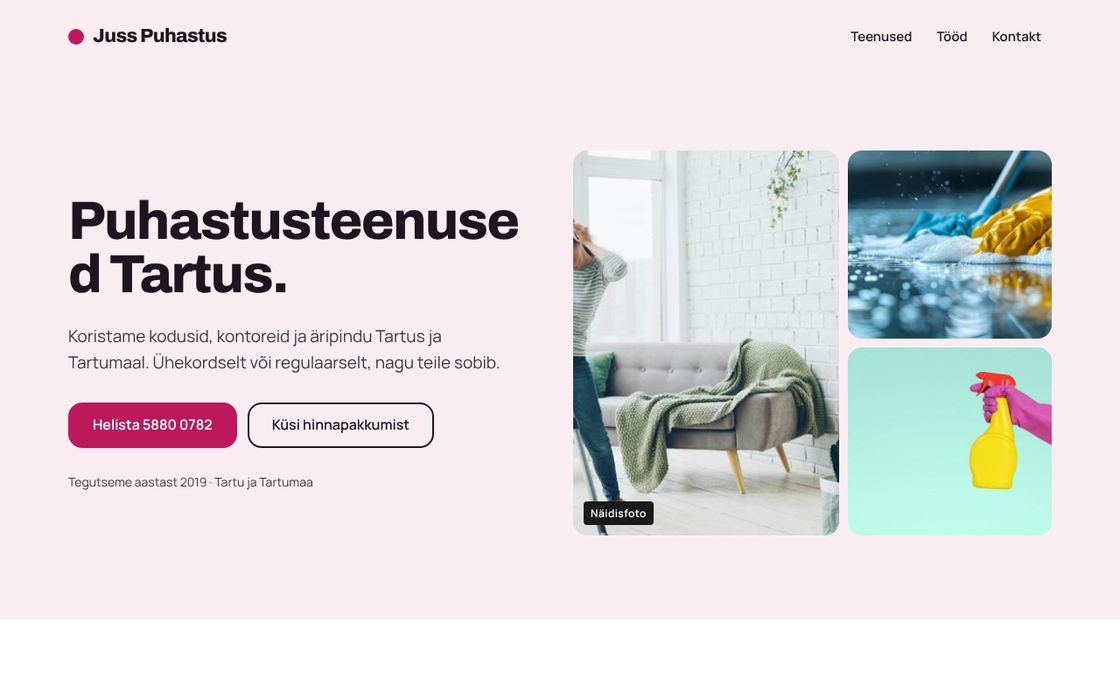 Juss Puhastus
Teenused
Tööd
Kontakt
Puhastusteenuse
d Tartus.
Koristame kodusid, kontoreid ja äripindu Tartus ja
Tartumaal. Ühekordselt või regulaarselt, nagu teile sobib.
Helista 5880 0782
Küsi hinnapakkumist
Tegutseme aastast 2019 · Tartu ja Tartumaa
Näidisfoto